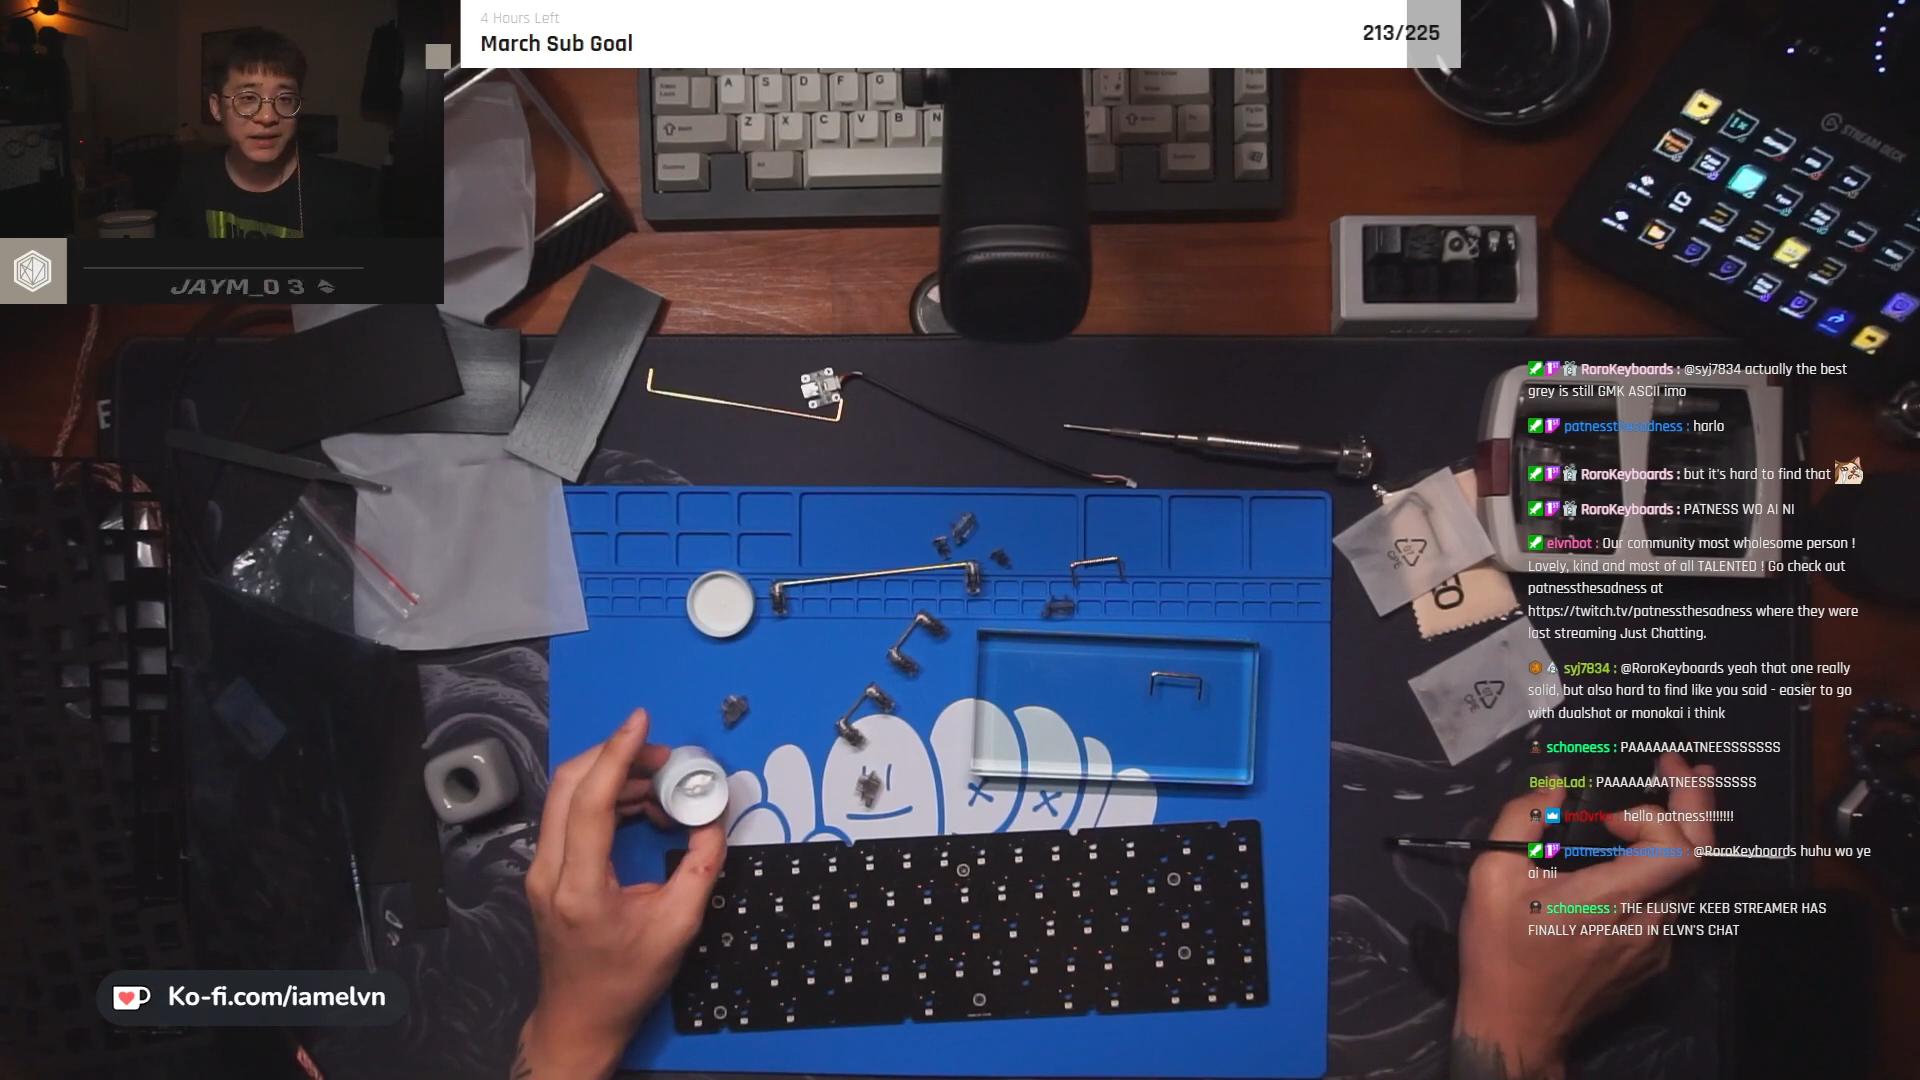 4 Hours Left
March Sub Goal
213/225
JAYM_03
A S D F G
Z X C V B N
STREAM DECK
RoroKeyboards : @syj7834 actually the best
grey is still GMK ASCII imo
patnessthesadness : harlo
RoroKeyboards : but it's hard to find that
RoroKeyboards : PATNESS WO AI NI
elvnbot : Our community most wholesome person !
Lovely, kind and most of all TALENTED ! Go check out
patnessthesadness at
https://twitch.tv/patnessthesadness where they were
last streaming Just Chatting.
syj7834 : @RoroKeyboards yeah that one really
solid, but also hard to find like you said - easier to go
with dualshot or monokai i think
schoneess : PAAAAAAAATNEESSSSSSS
BeigeLad : PAAAAAAAATNEESSSSSSS
hello patness!!!!!!!!
patnessthesadness : @RoroKeyboards huhu wo ye
ai nii
schoneess : THE ELUSIVE KEEB STREAMER HAS
FINALLY APPEARED IN ELVN'S CHAT
Ko-fi.com/iamelvn